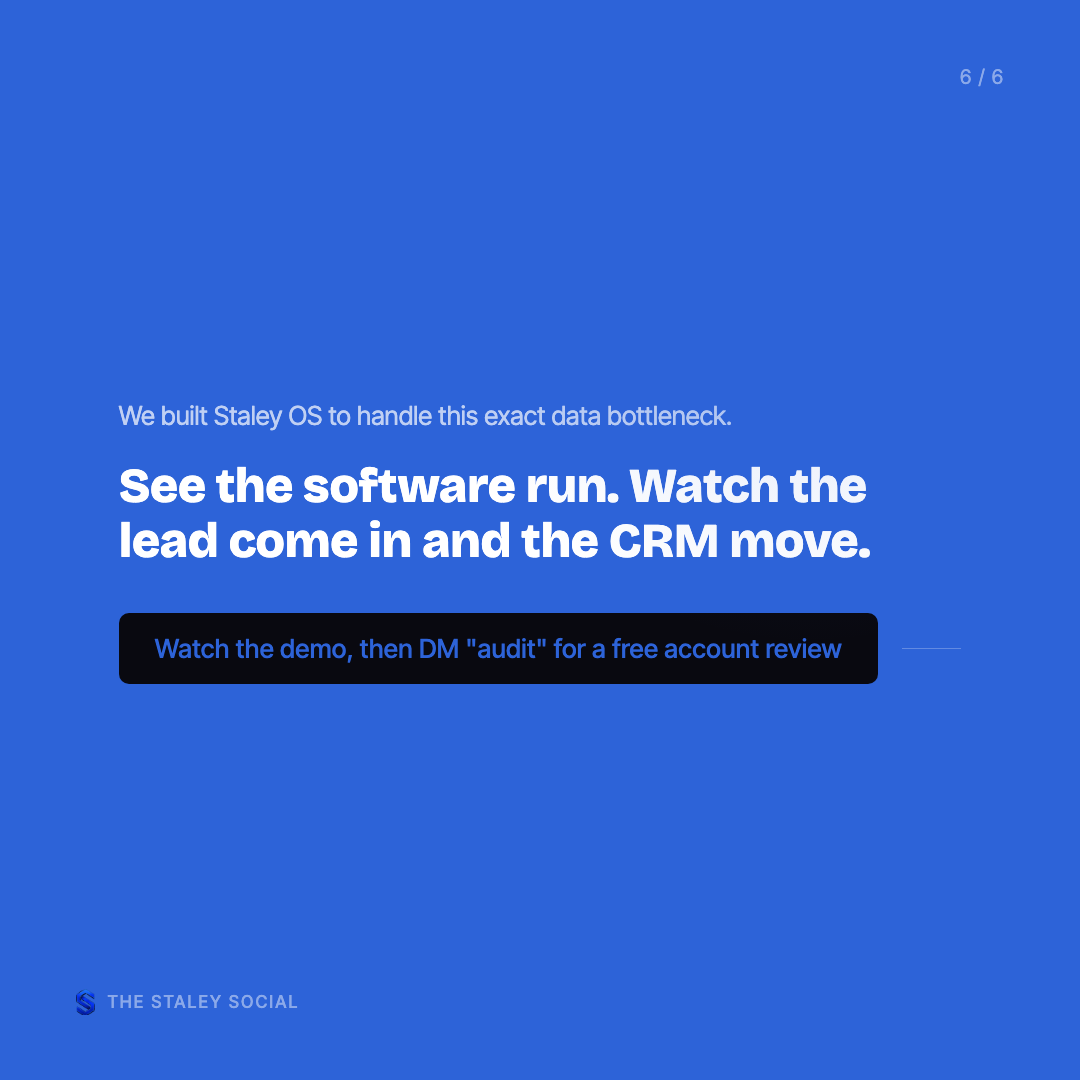 6 / 6
We built Staley OS to handle this exact data bottleneck.
See the software run. Watch the
lead come in and the CRM move.
Watch the demo, then DM "audit" for a free account review
THE STALEY SOCIAL